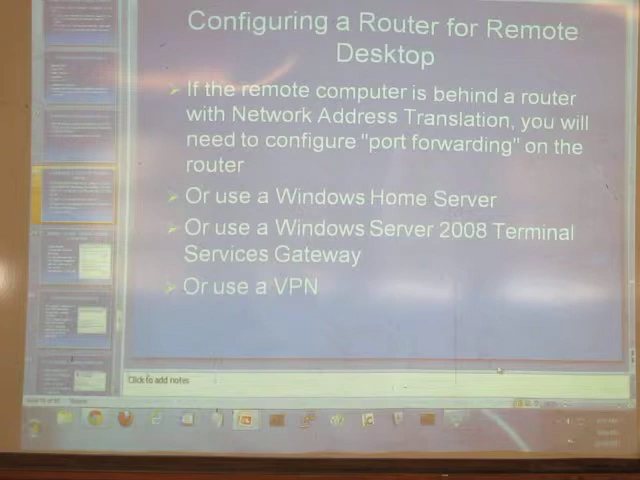 Configuring a Router for Remote
Desktop
If the remote computer is behind a router
with Network Address Translation, you will
need to configure "port forwarding" on the
router
Or use a Windows Home Server
Or use a Windows Server 2008 Terminal
Services Gateway
Or use a VPN
Click to add notes